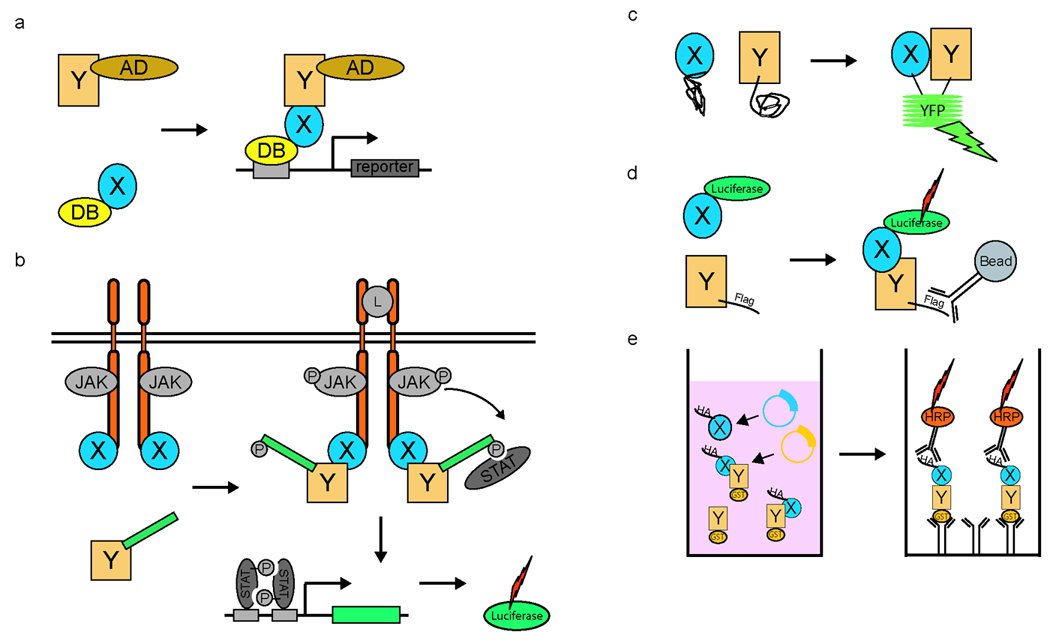 a
Y AD
X
DB
Y AD
X
DB
reporter
b
L
JAK JAK
P JAK JAK P
X X
X X
P P
Y Y
STAT
Y
STAT P STAT
P
Luciferase
c
X Y
X Y
YFP
d
Luciferase
X
Y
Flag
Luciferase
X
Y
Flag
Bead
e
HA
X
HA
X
Y
GST
HA
X
Y
GST
Y
GST
HRP HRP
HA HA
X X
Y Y
GST GST